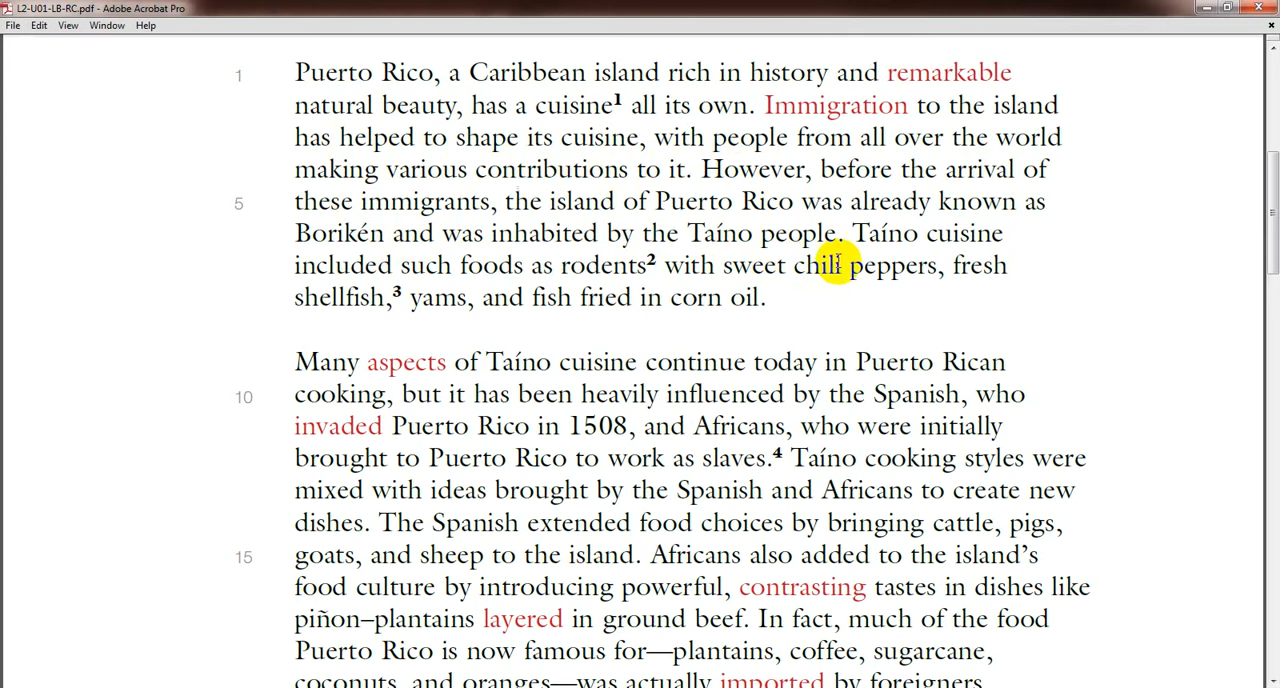 L2-U01-LB-RC.pdf - Adobe Acrobat Pro
File Edit View Window Help
1 Puerto Rico, a Caribbean island rich in history and remarkable
natural beauty, has a cuisine¹ all its own. Immigration to the island
has helped to shape its cuisine, with people from all over the world
making various contributions to it. However, before the arrival of
5 these immigrants, the island of Puerto Rico was already known as
Borikén and was inhabited by the Taíno people. Taíno cuisine
included such foods as rodents² with sweet chili peppers, fresh
shellfish,³ yams, and fish fried in corn oil.
Many aspects of Taíno cuisine continue today in Puerto Rican
10 cooking, but it has been heavily influenced by the Spanish, who
invaded Puerto Rico in 1508, and Africans, who were initially
brought to Puerto Rico to work as slaves.⁴ Taíno cooking styles were
mixed with ideas brought by the Spanish and Africans to create new
dishes. The Spanish extended food choices by bringing cattle, pigs,
15 goats, and sheep to the island. Africans also added to the island's
food culture by introducing powerful, contrasting tastes in dishes like
piñon–plantains layered in ground beef. In fact, much of the food
Puerto Rico is now famous for—plantains, coffee, sugarcane,
coconuts, and oranges—was actually imported by foreigners